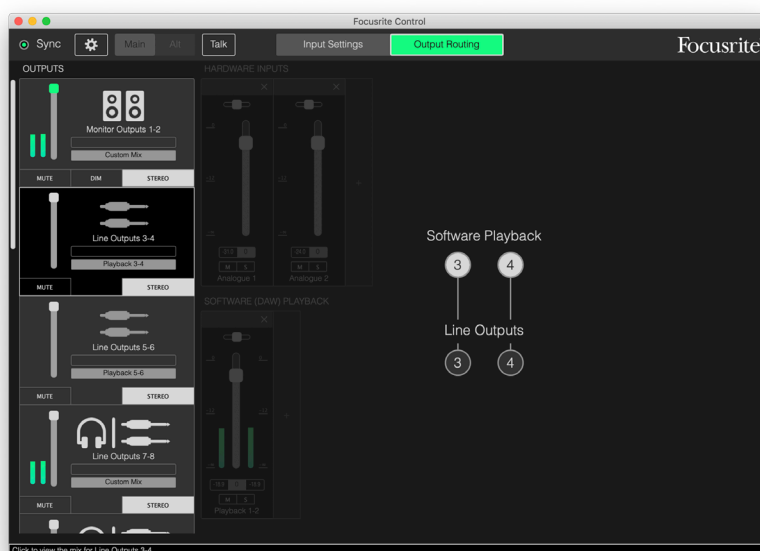 Focusrite Control
Sync Main Alt Talk Input Settings Output Routing Focusrite
OUTPUTS
Monitor Outputs 1-2
Custom Mix
MUTE DIM STEREO
Line Outputs 3-4
Playback 3-4
MUTE STEREO
Line Outputs 5-6
Playback 5-6
MUTE STEREO
Line Outputs 7-8
Custom Mix
MUTE STEREO
HARDWARE INPUTS
M S M S
Analogue 1 Analogue 2
SOFTWARE (DAW) PLAYBACK
M S
Playback 1-2
Software Playback
3 4
Line Outputs
3 4
Click to view the mix for Line Outputs 3-4